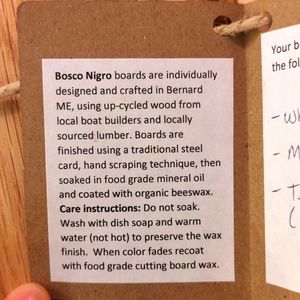 Bosco Nigro boards are individually
designed and crafted in Bernard
ME, using up-cycled wood from
local boat builders and locally
sourced lumber. Boards are
finished using a traditional steel
card, hand scraping technique, then
soaked in food grade mineral oil
and coated with organic beeswax.
Care instructions: Do not soak.
Wash with dish soap and warm
water (not hot) to preserve the wax
finish. When color fades recoat
with food grade cutting board wax.
Your b
the fol